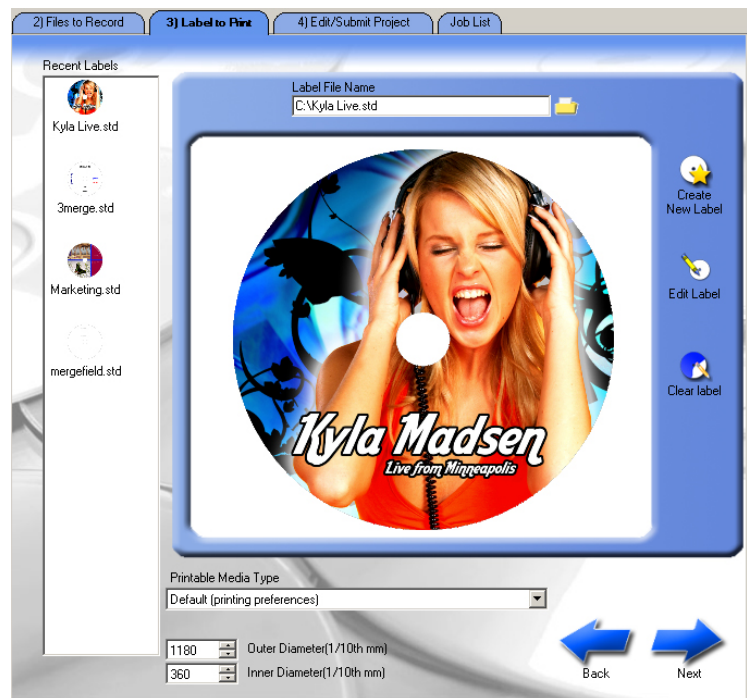 2) Files to Record
3) Label to Print
4) Edit/Submit Project
Job List
Recent Labels
Kyla Live.std
3merge.std
Marketing.std
mergefield.std
Label File Name
C:\Kyla Live.std
Kyla Madsen
Live from Minneapolis
Create
New Label
Edit Label
Clear label
Printable Media Type
Default (printing preferences)
1180 Outer Diameter(1/10th mm)
360 Inner Diameter(1/10th mm)
Back
Next